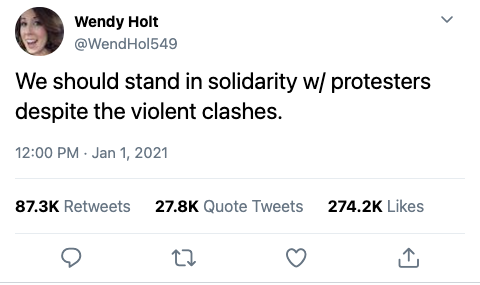 Wendy Holt
@WendHol549
We should stand in solidarity w/ protesters
despite the violent clashes.
12:00 PM · Jan 1, 2021
87.3K Retweets 27.8K Quote Tweets 274.2K Likes